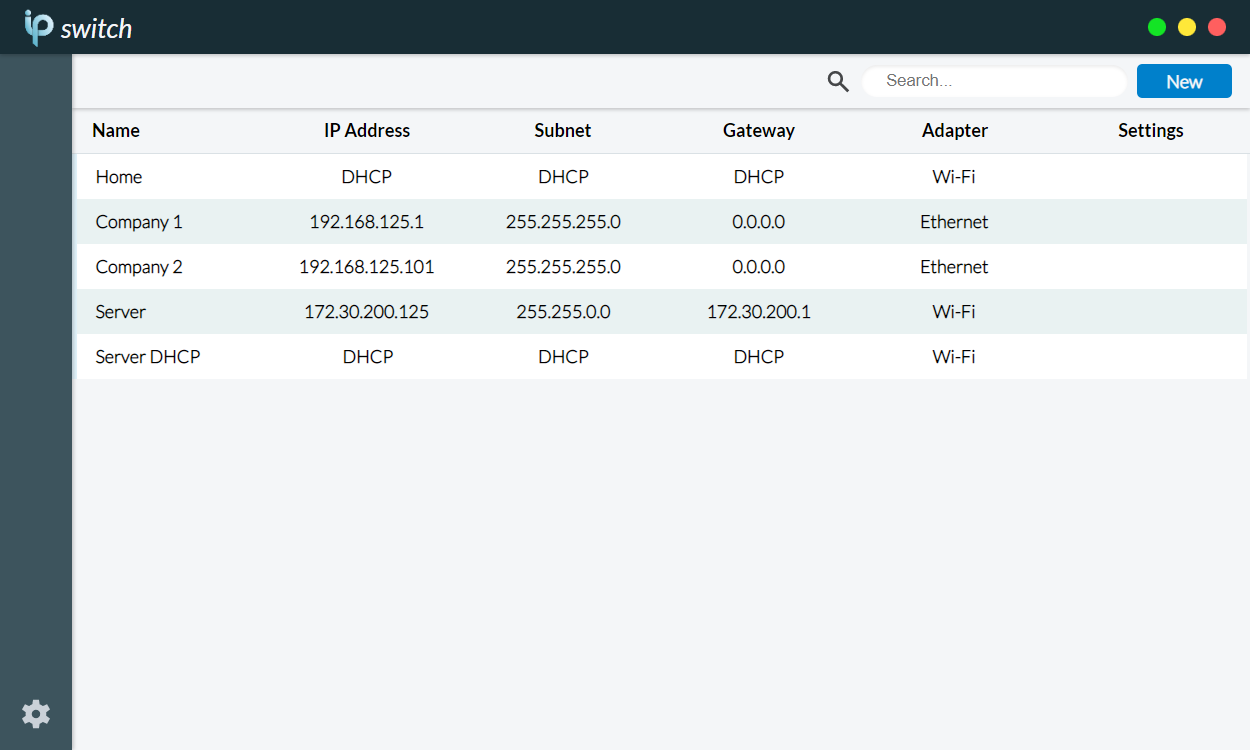 ip switch
Search...
New
Name IP Address Subnet Gateway Adapter Settings
Home DHCP DHCP DHCP Wi-Fi
Company 1 192.168.125.1 255.255.255.0 0.0.0.0 Ethernet
Company 2 192.168.125.101 255.255.255.0 0.0.0.0 Ethernet
Server 172.30.200.125 255.255.0.0 172.30.200.1 Wi-Fi
Server DHCP DHCP DHCP DHCP Wi-Fi